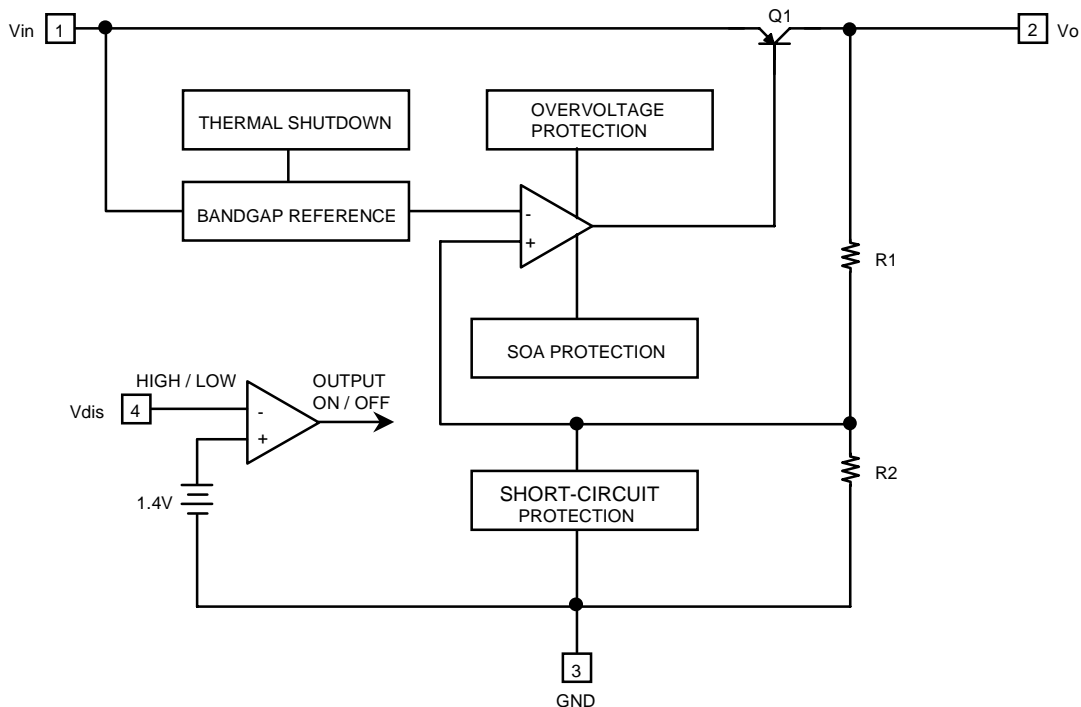 Q1
Vin 1
2 Vo
THERMAL SHUTDOWN
OVERVOLTAGE
PROTECTION
BANDGAP REFERENCE
-
+
R1
SOA PROTECTION
HIGH / LOW
OUTPUT
ON / OFF
Vdis 4
-
+
1.4V
SHORT-CIRCUIT
PROTECTION
R2
3
GND